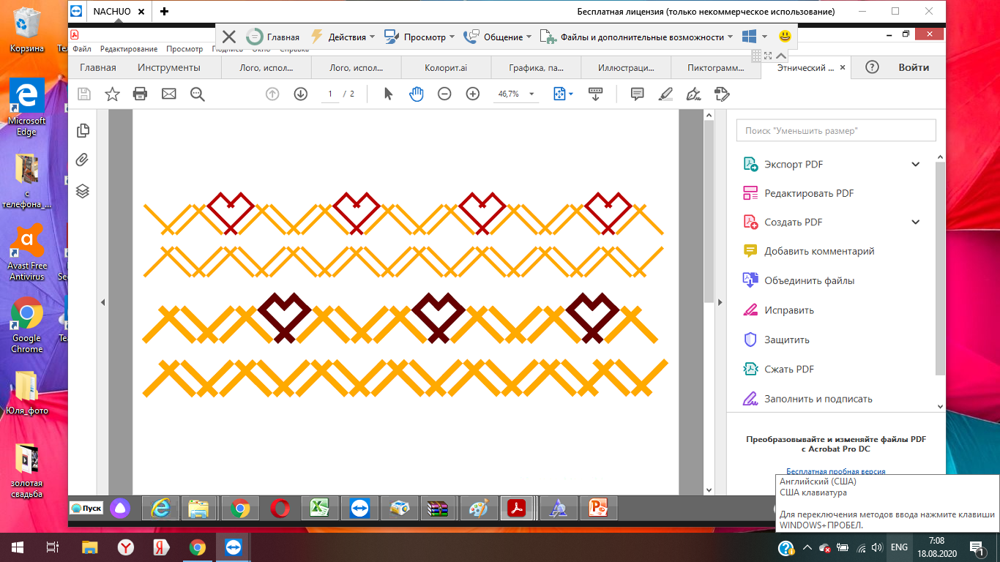 NACHUO
Бесплатная лицензия (только некоммерческое использование)
Главная
Действия
Просмотр
Общение
Файлы и дополнительные возможности
Файл
Редактирование
Просмотр
Главная
Инструменты
Лого, испол...
Лого, испол...
Колорит.ai
Графика, па...
Иллюстраци...
Пиктограмм...
Этнический ...
Войти
1 / 2
46,7%
Поиск "Уменьшить размер"
Экспорт PDF
Редактировать PDF
Создать PDF
Добавить комментарий
Объединить файлы
Исправить
Защитить
Сжать PDF
Заполнить и подписать
Преобразовывайте и изменяйте файлы PDF
с Acrobat Pro DC
Бесплатная пробная версия
Английский (США)
США клавиатура
Для переключения методов ввода нажмите клавиши
WINDOWS+ПРОБЕЛ.
Корзина
Microsoft
Edge
с
телефона_...
Avast Free
Antivirus
Google
Chrome
Юля_фото
золотая
свадьба
Пуск
ENG
7:08
18.08.2020
1